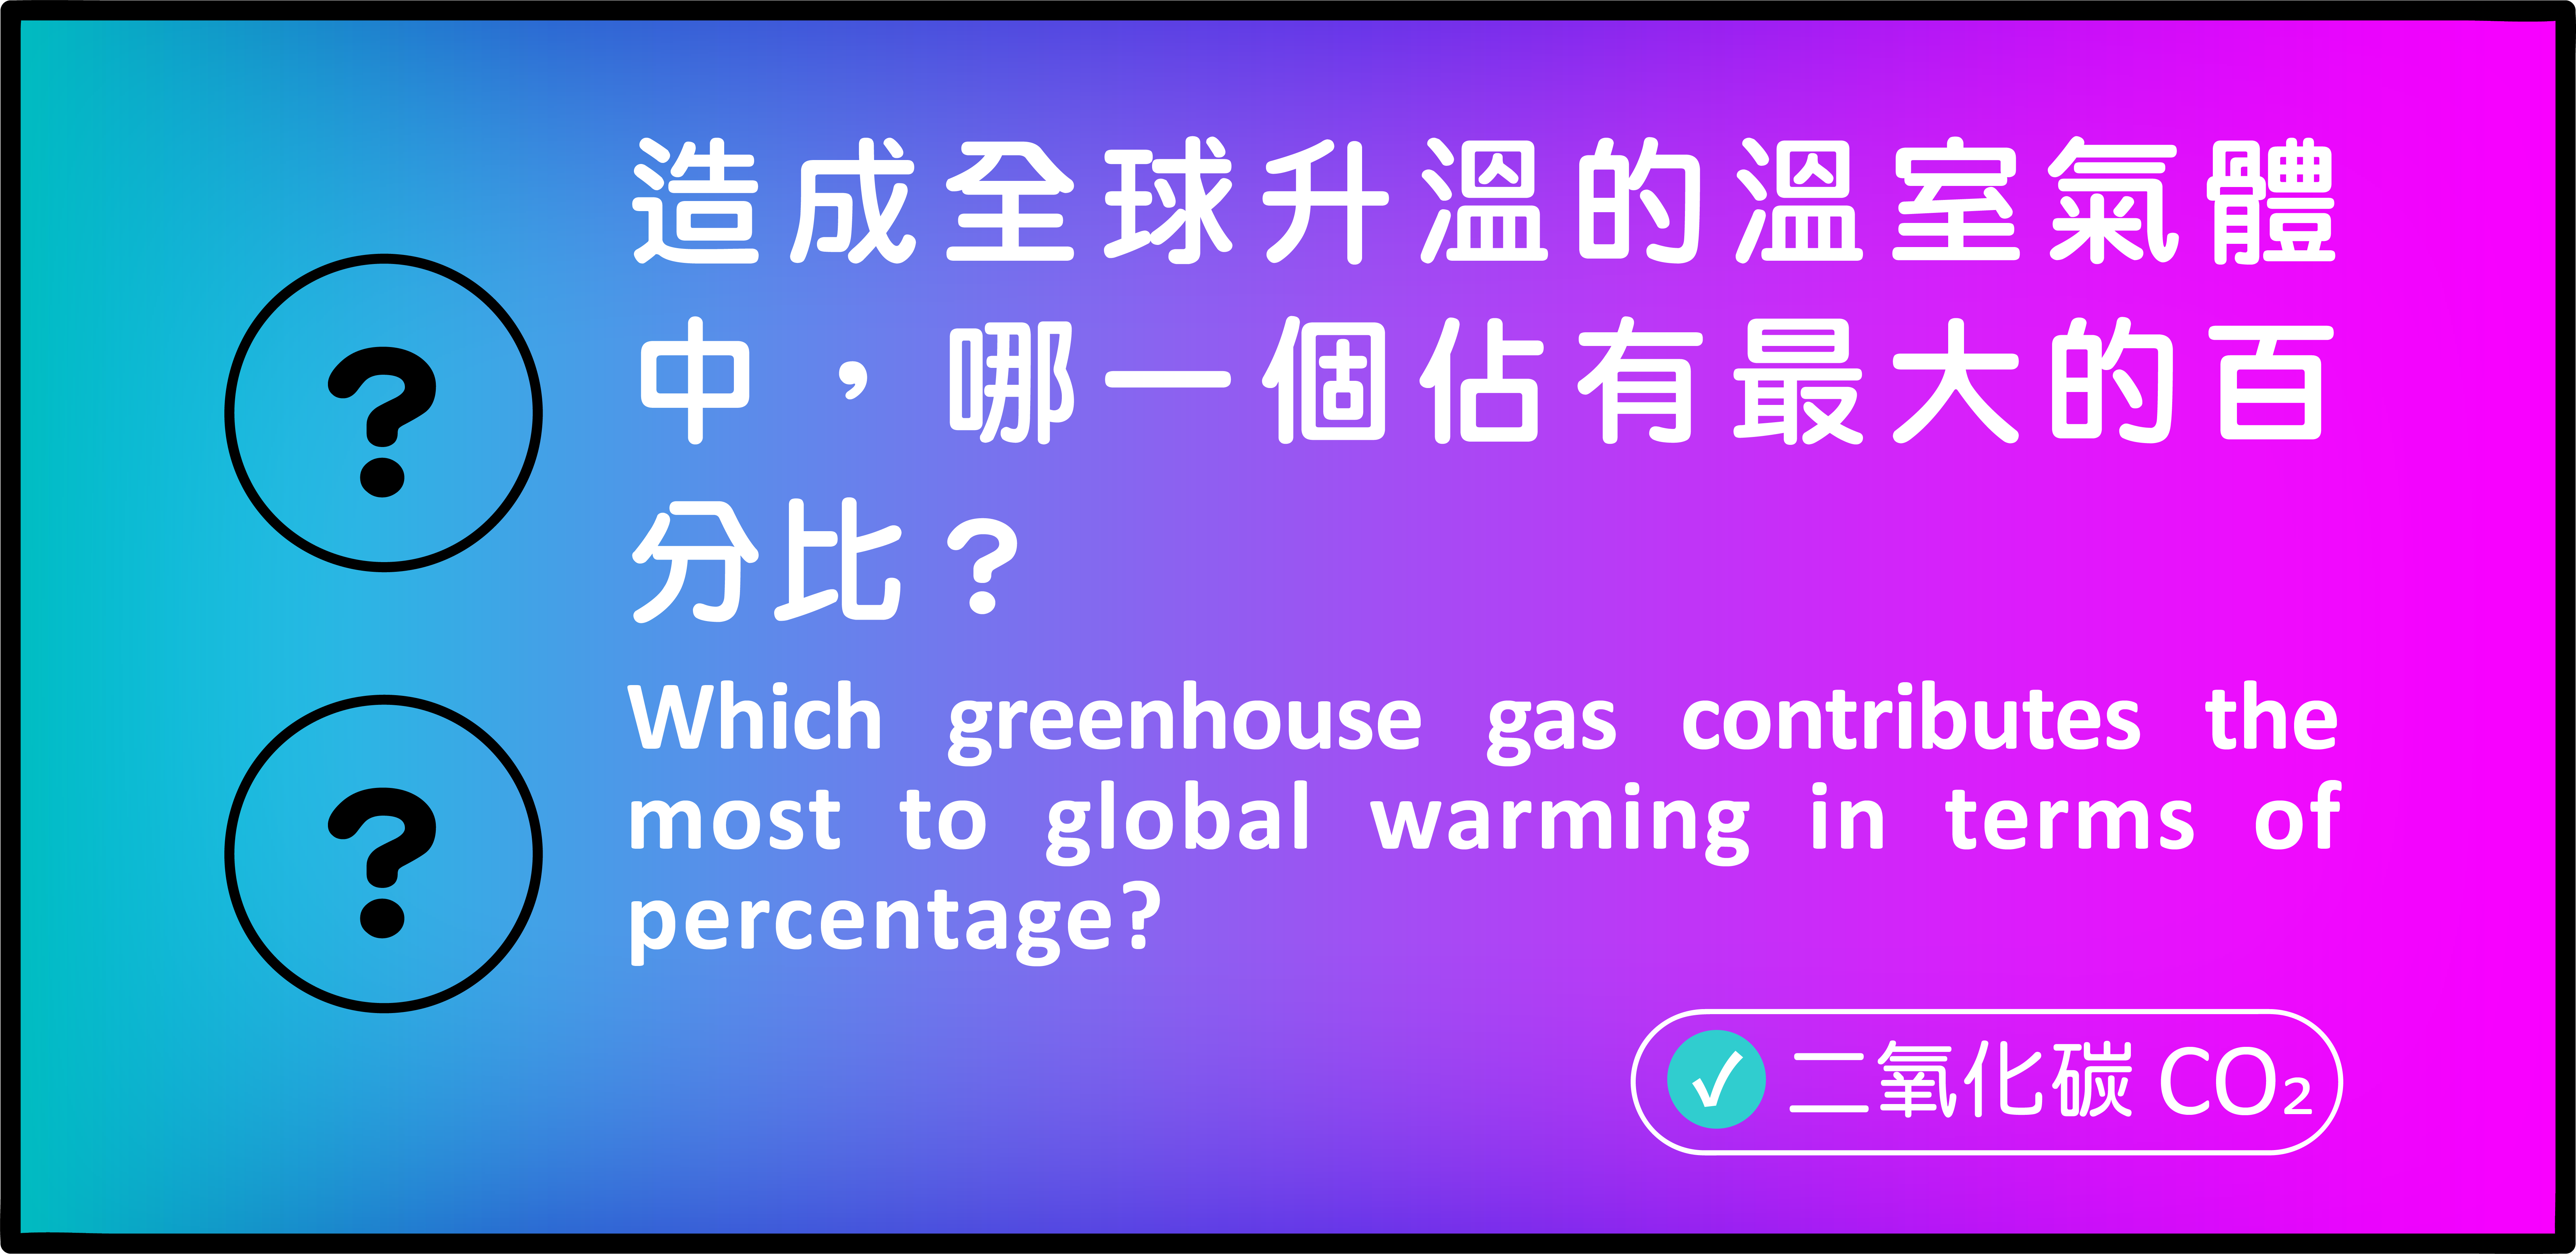 造成全球升溫的溫室氣體
中，哪一個佔有最大的百
分比？
Which greenhouse gas contributes the
most to global warming in terms of
percentage?
二氧化碳 CO₂